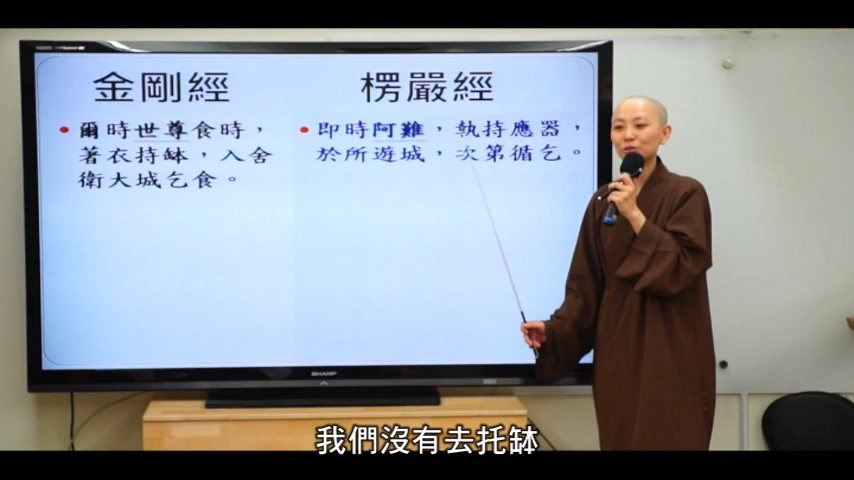 金剛經
爾時世尊食時，
著衣持缽，入舍
衛大城乞食。
楞嚴經
即時阿難，執持應器，
於所遊城，次第循乞。
SHARP
我們沒有去托缽